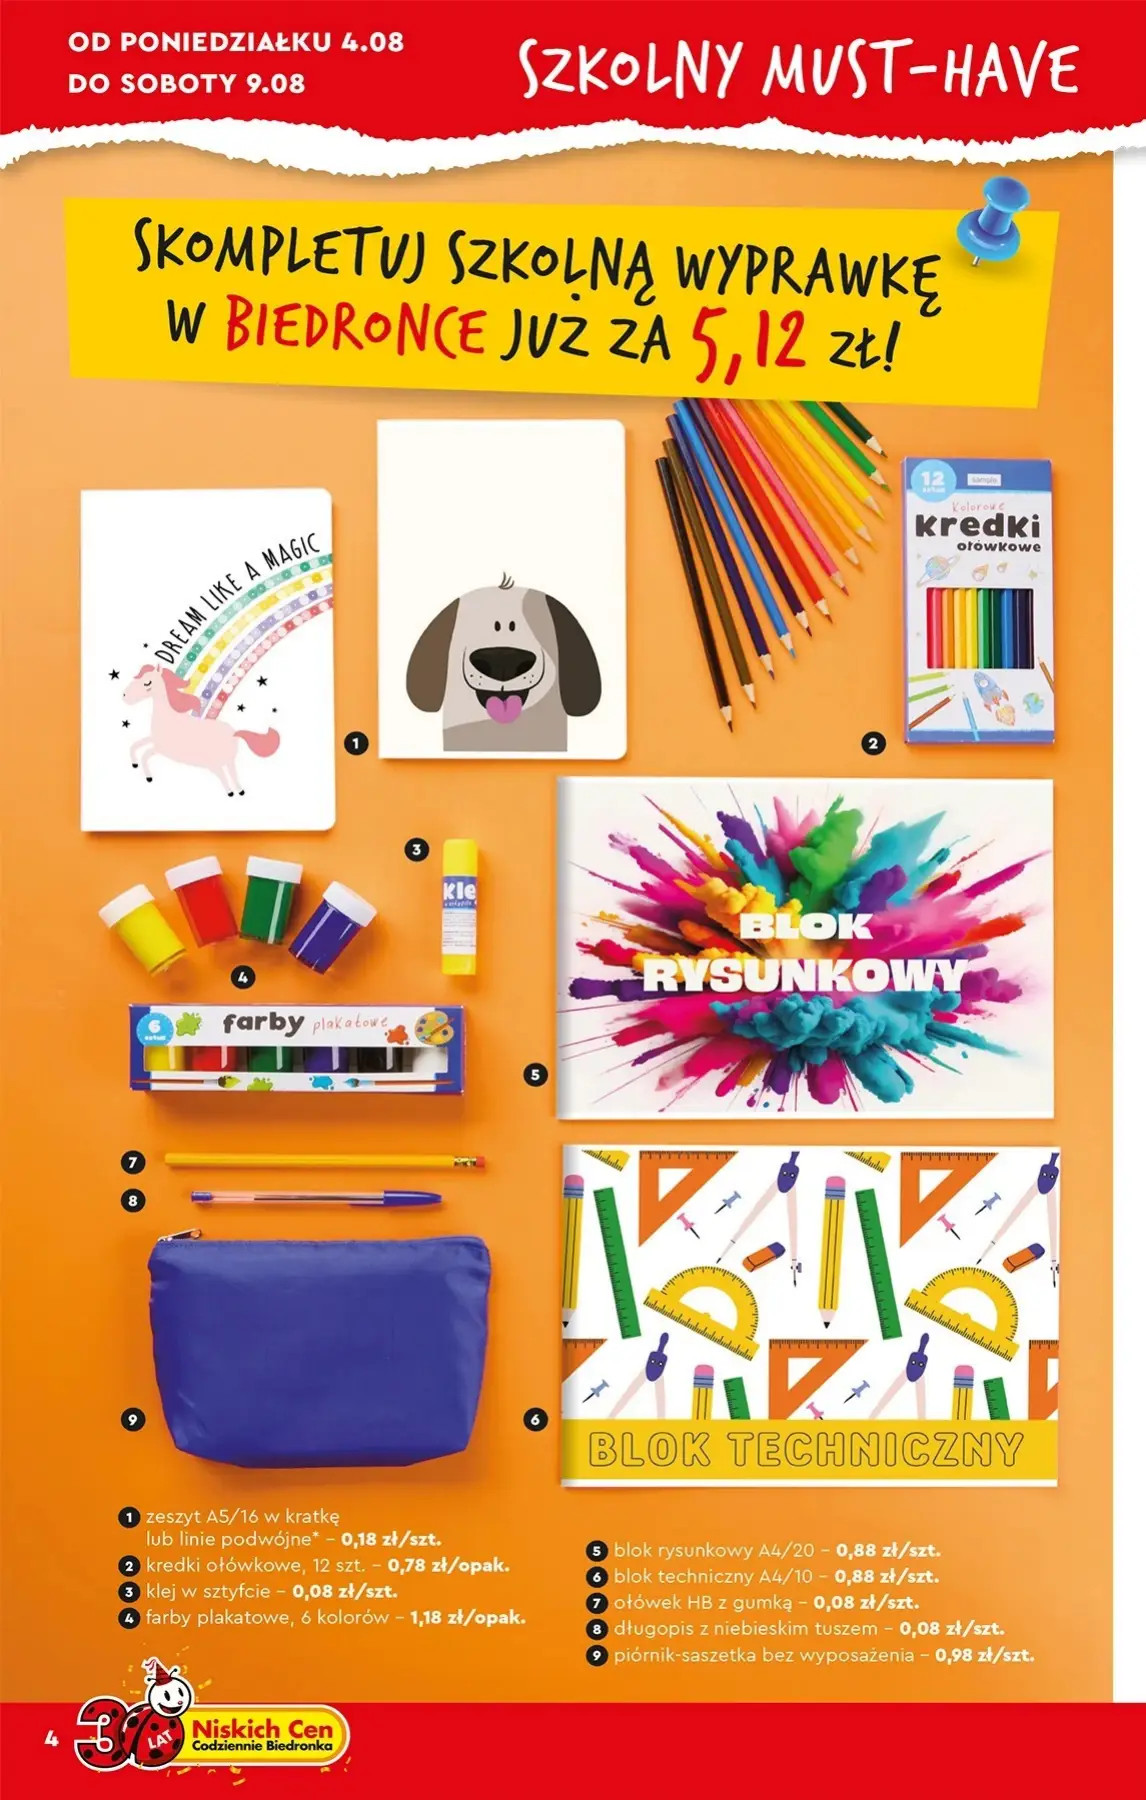 OD PONIEDZIAŁKU 4.08
DO SOBOTY 9.08
SZKOLNY MUST-HAVE
SKOMPLETUJ SZKOLNĄ WYPRAWKĘ
W BIEDRONCE JUŻ ZA 5,12 ZŁ!
DREAM LIKE A MAGIC
1
12
sztuk
sample
kolorowe
kredki
ołówkowe
2
3
kle
4
6
sztuk
farby plakatowe
BLOK
RYSUNKOWY
5
7
8
9
6
BLOK TECHNICZNY
1 zeszyt A5/16 w kratkę
lub linie podwójne* – 0,18 zł/szt.
2 kredki ołówkowe, 12 szt. – 0,78 zł/opak.
3 klej w sztyfcie – 0,08 zł/szt.
4 farby plakatowe, 6 kolorów – 1,18 zł/opak.
5 blok rysunkowy A4/20 – 0,88 zł/szt.
6 blok techniczny A4/10 – 0,88 zł/szt.
7 ołówek HB z gumką – 0,08 zł/szt.
8 długopis z niebieskim tuszem – 0,08 zł/szt.
9 piórnik-saszetka bez wyposażenia – 0,98 zł/szt.
4
30 LAT
Niskich Cen
Codziennie Biedronka